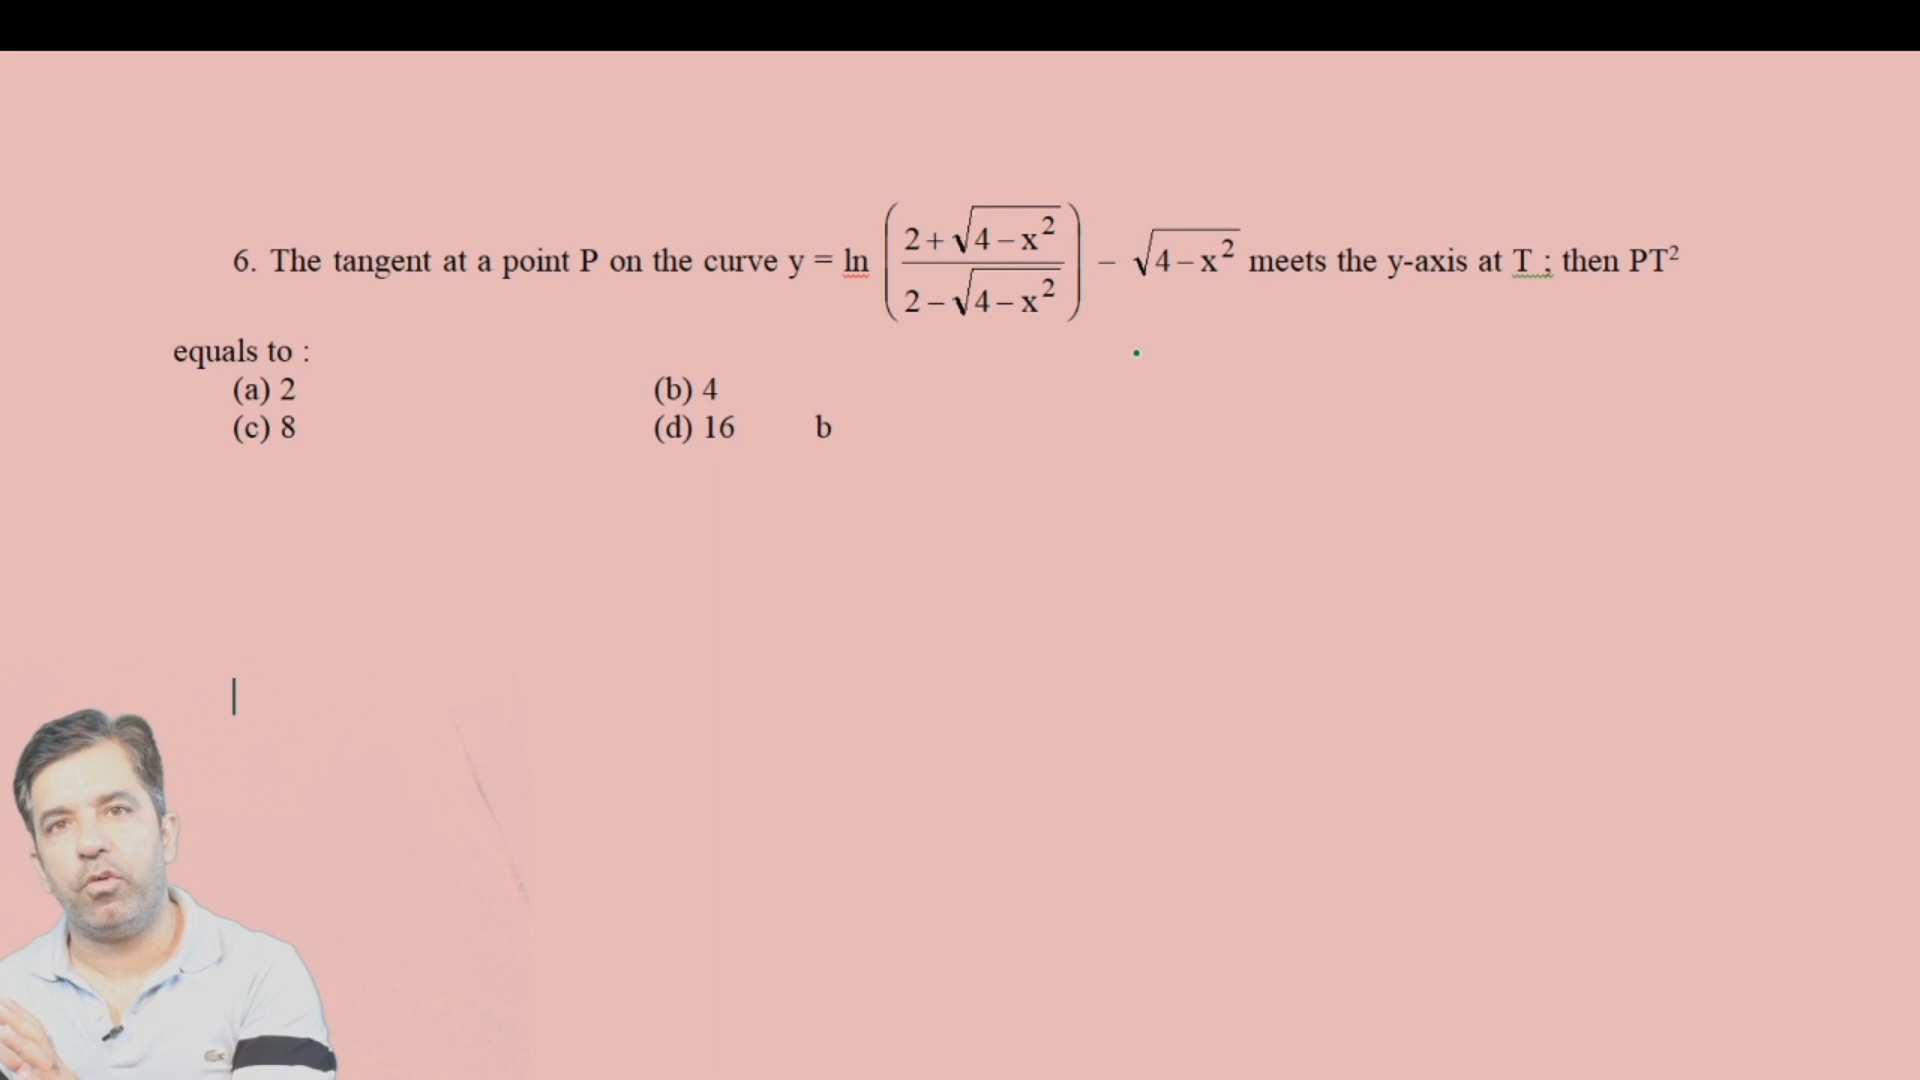 6. The tangent at a point P on the curve y = ln ( (2+√(4−x²)) / (2−√(4−x²)) ) − √(4−x²) meets the y-axis at T ; then PT²
equals to :
(a) 2 (b) 4
(c) 8 (d) 16 b